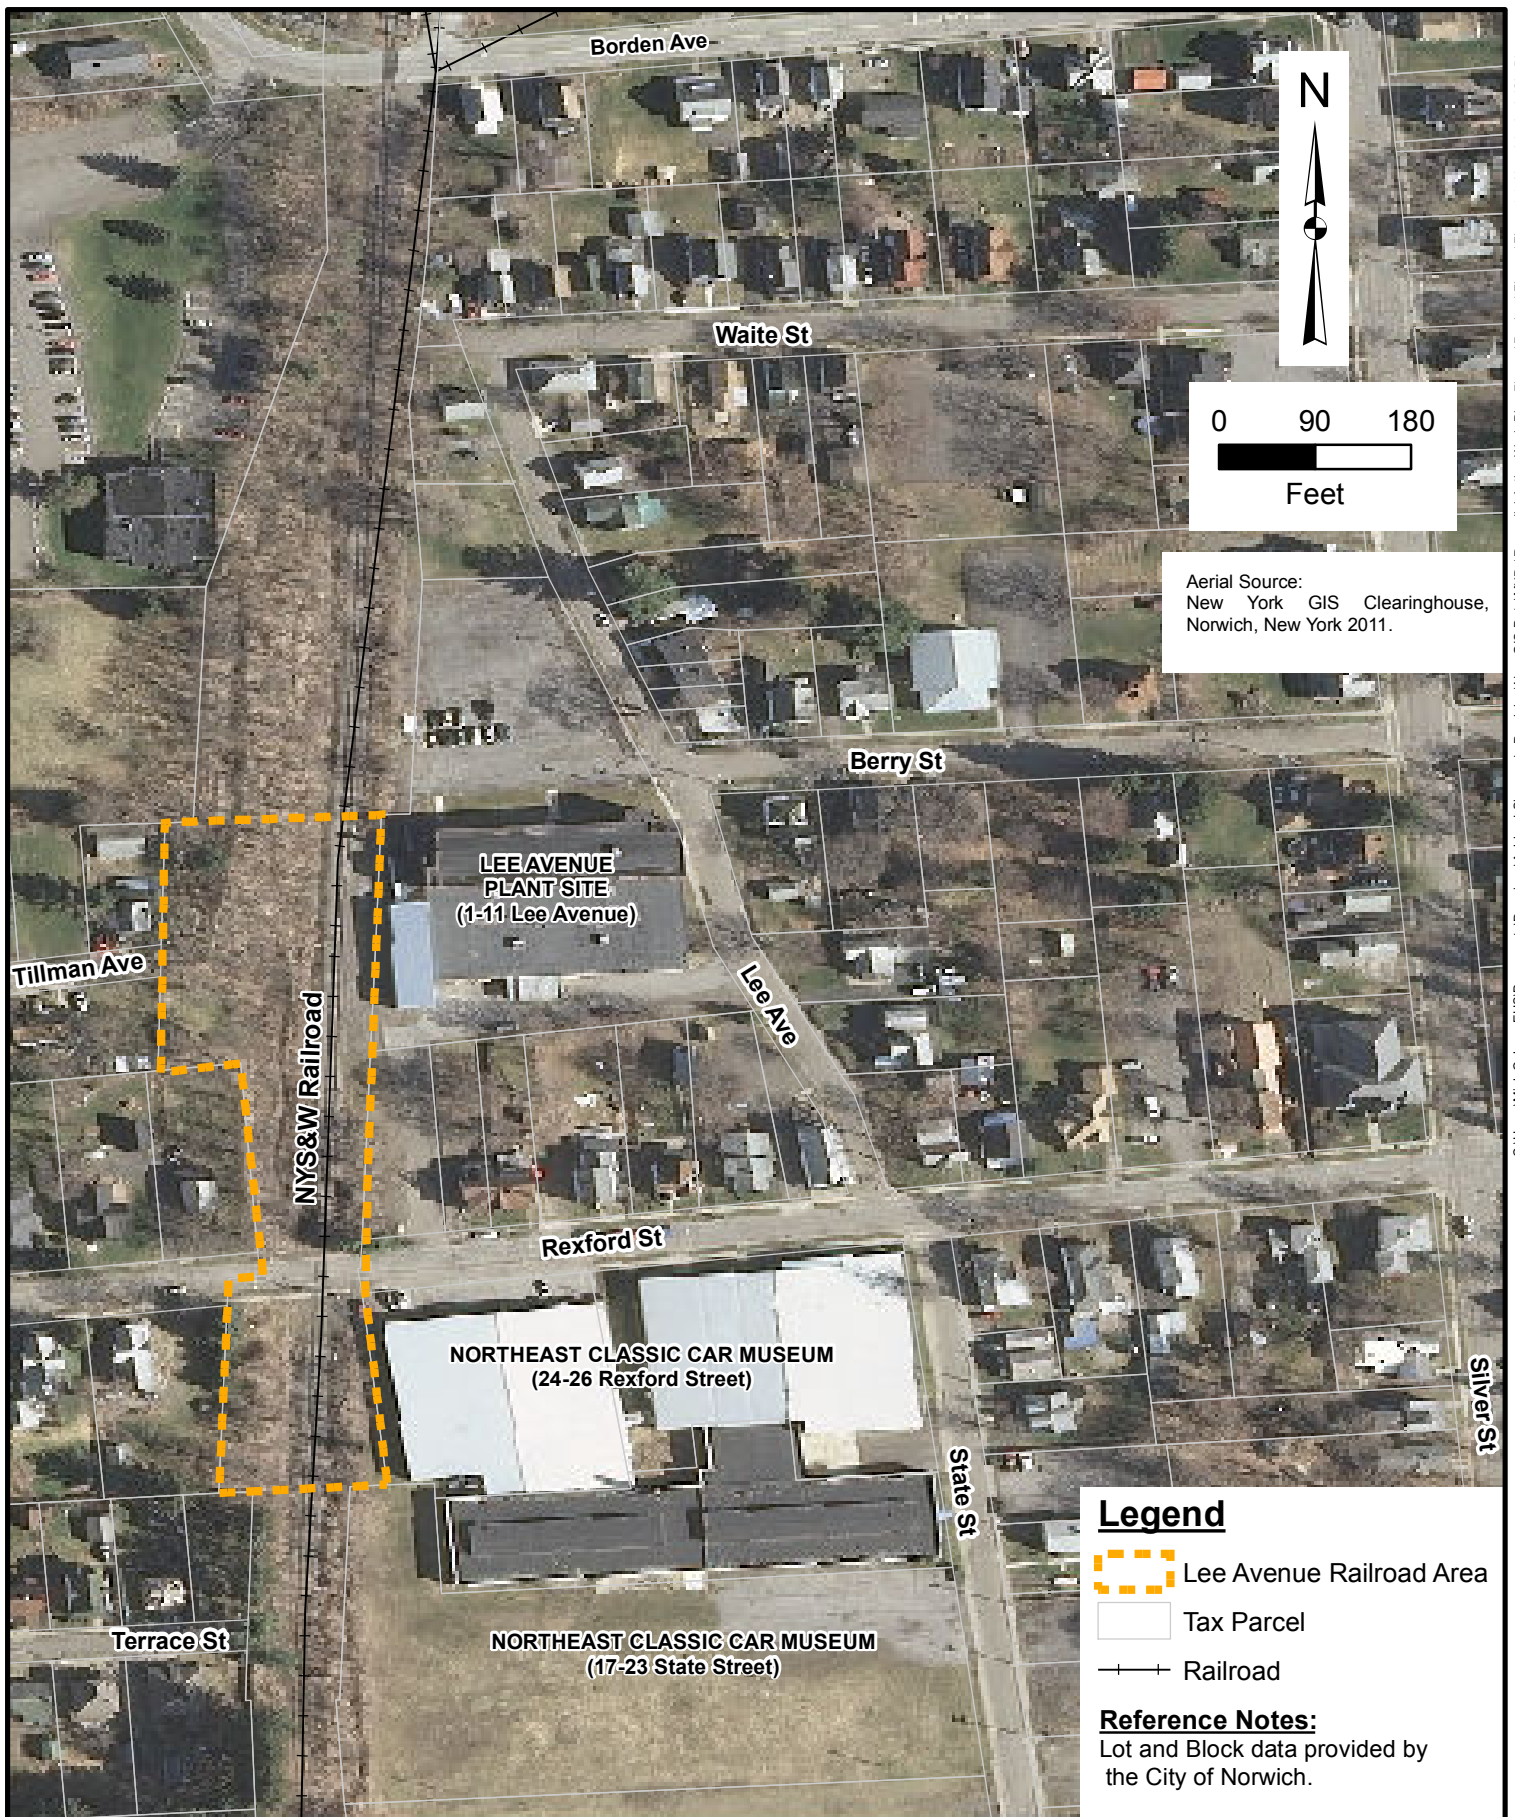 Borden Ave
N
Waite St
0 90 180
Feet
Aerial Source:
New York GIS Clearinghouse,
Norwich, New York 2011.
Berry St
LEE AVENUE
PLANT SITE
(1-11 Lee Avenue)
Tillman Ave
Lee Ave
NYS&W Railroad
Rexford St
NORTHEAST CLASSIC CAR MUSEUM
(24-26 Rexford Street)
Silver St
State St
NORTHEAST CLASSIC CAR MUSEUM
(17-23 State Street)
Terrace St
Legend
Lee Avenue Railroad Area
Tax Parcel
Railroad
Reference Notes:
Lot and Block data provided by
the City of Norwich.